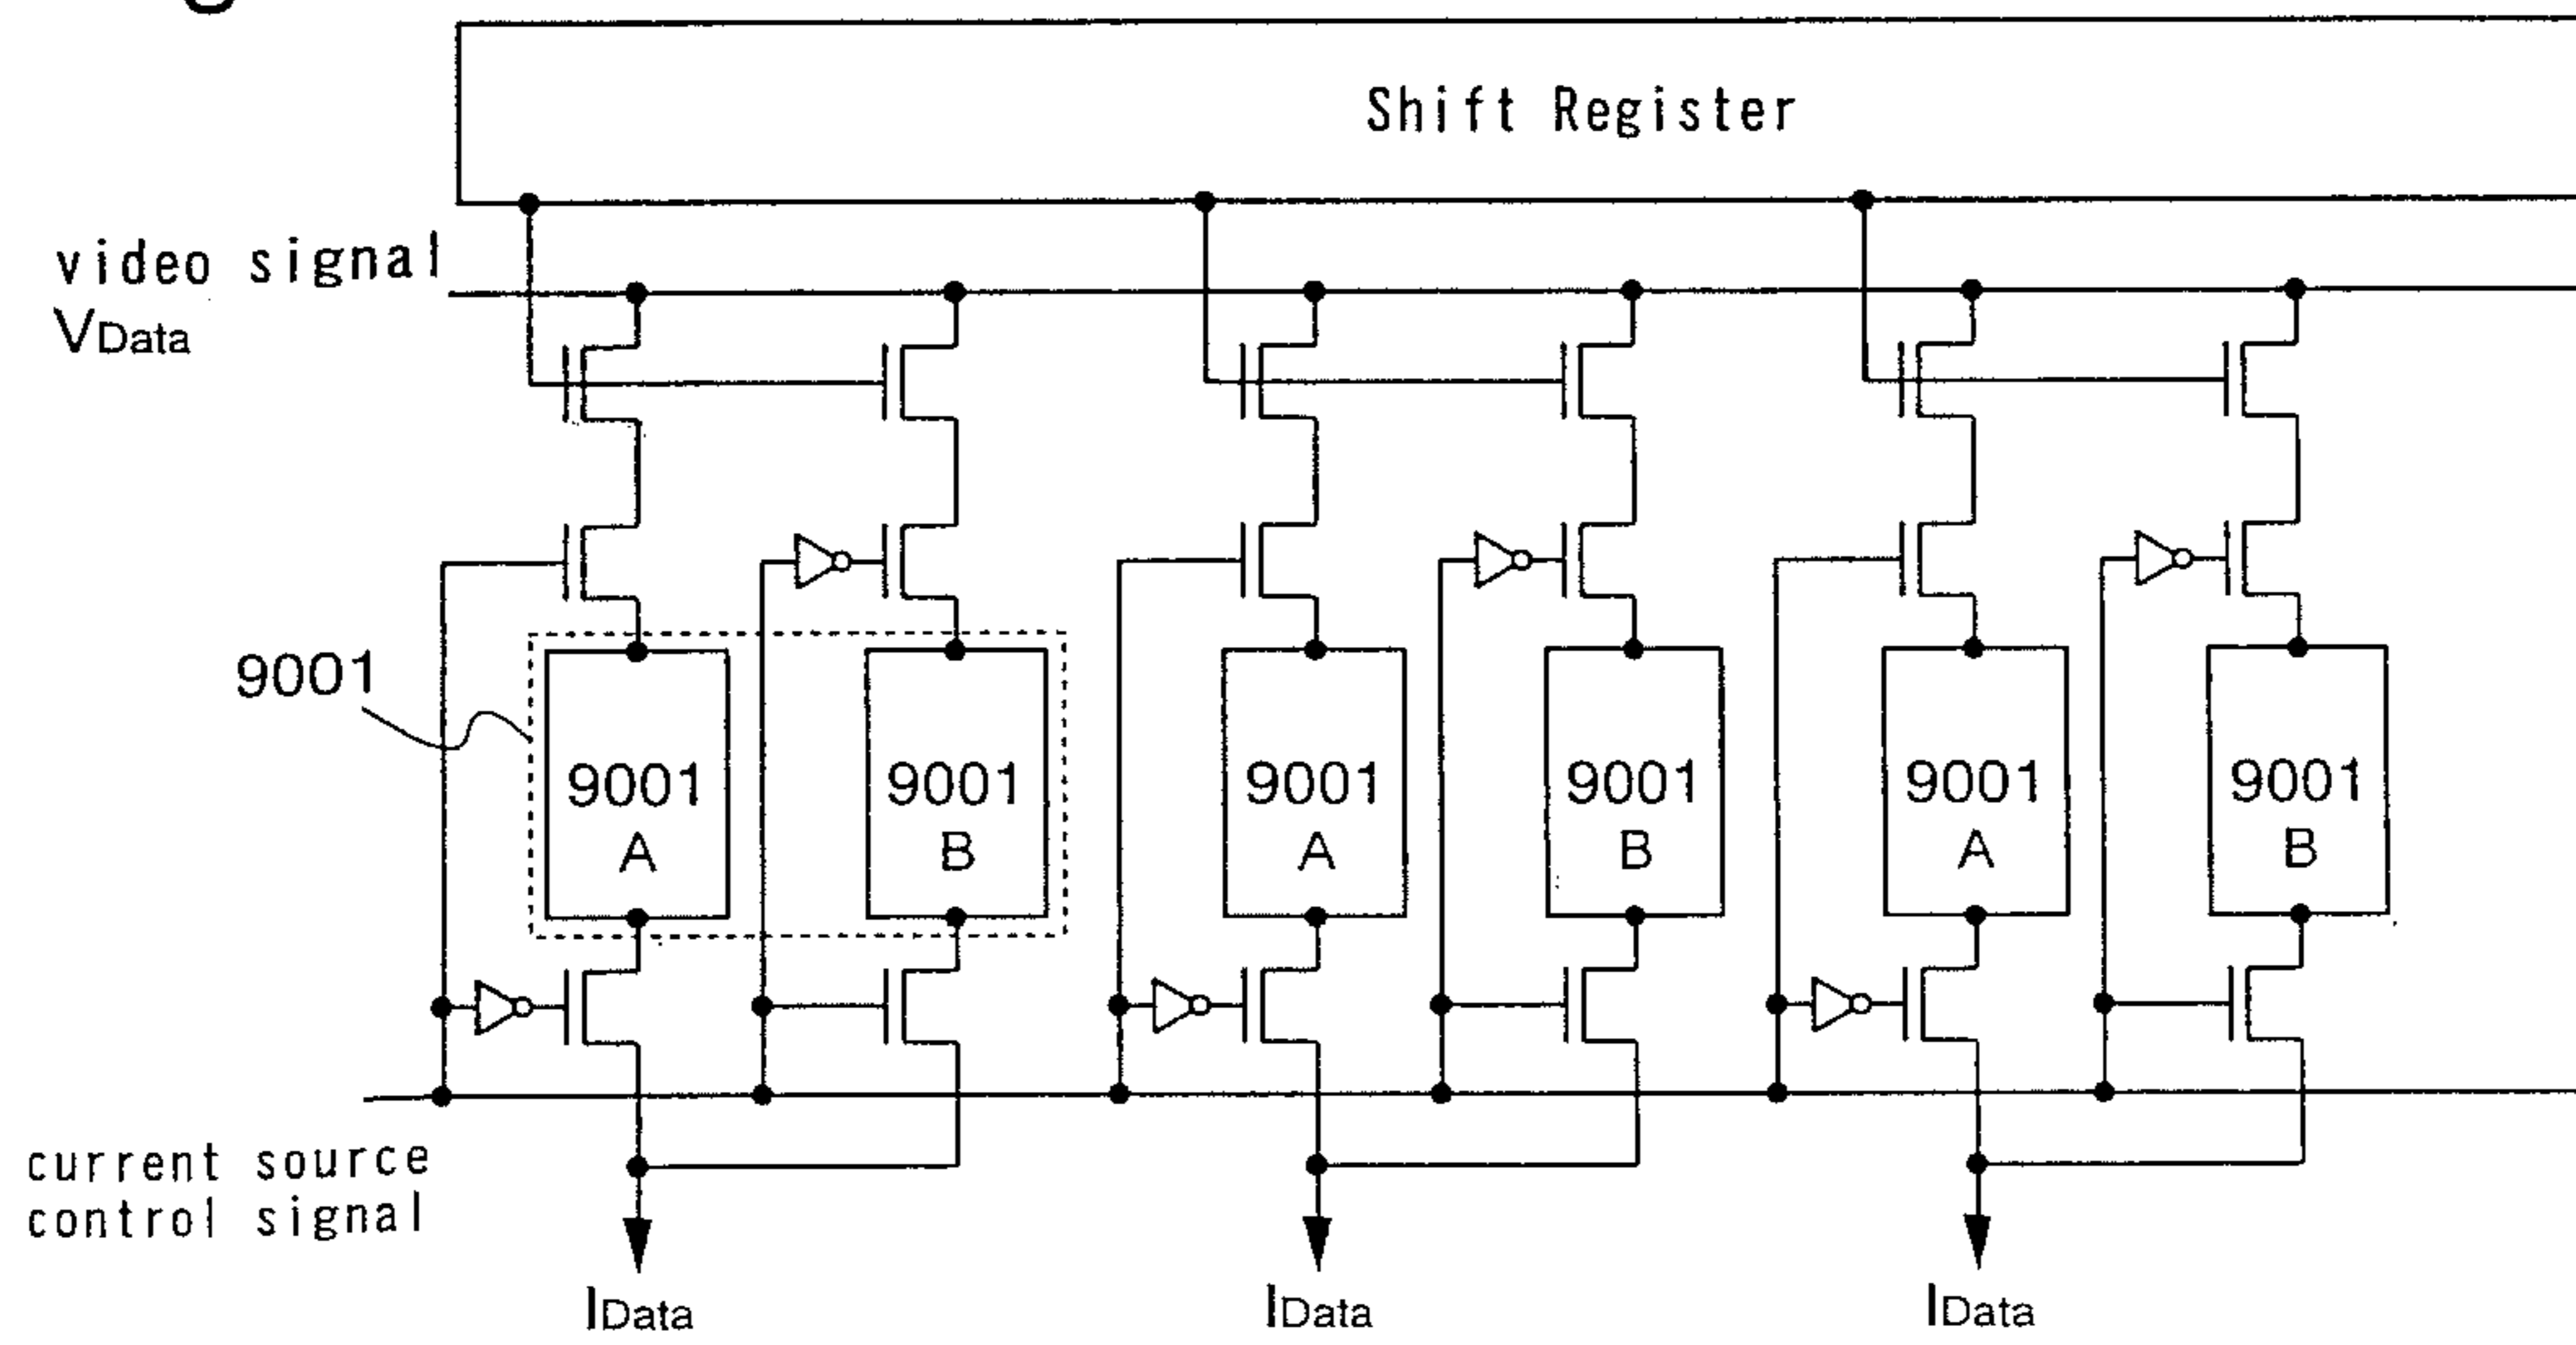 Shift Register
video signal
VData
9001
9001
A
9001
B
9001
A
9001
B
9001
A
9001
B
current source
control signal
IData
IData
IData